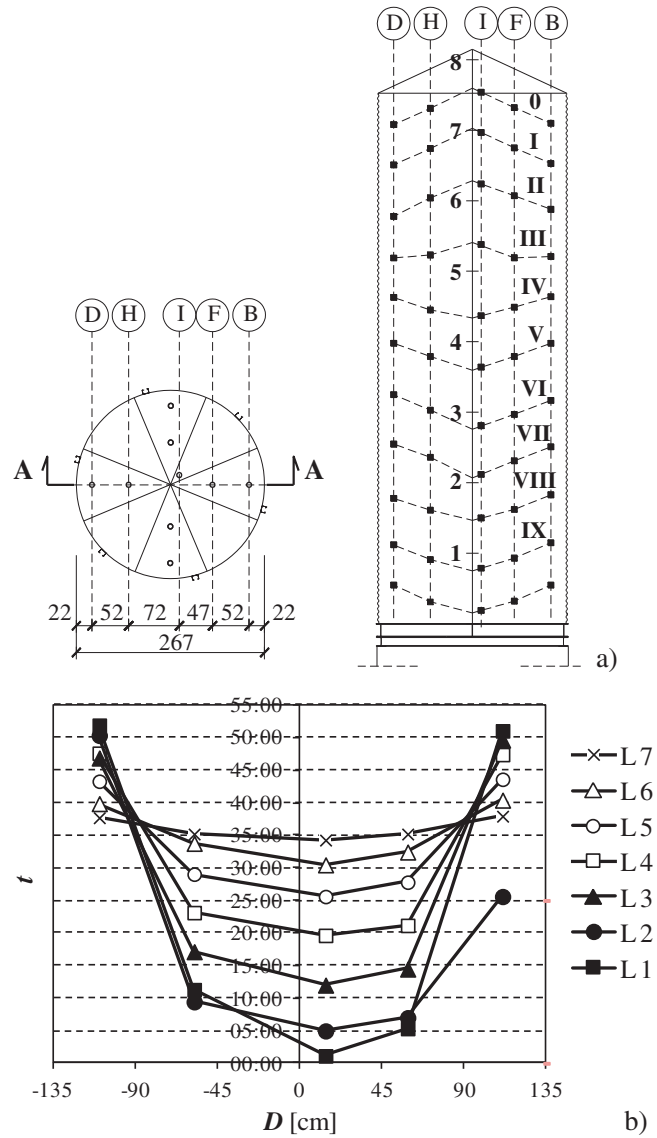 D H I F B
8
0
7
I
II
6
III
5
IV
D H I F B
V
4
VI
3
VII
A A
2
VIII
IX
1
22 52 72 47 52 22
267
a)
55:00
50:00
45:00
40:00
35:00
30:00
25:00
20:00
15:00
10:00
05:00
00:00
t
-135 -90 -45 0 45 90 135
D [cm]
L 7
L 6
L 5
L 4
L 3
L 2
L 1
b)